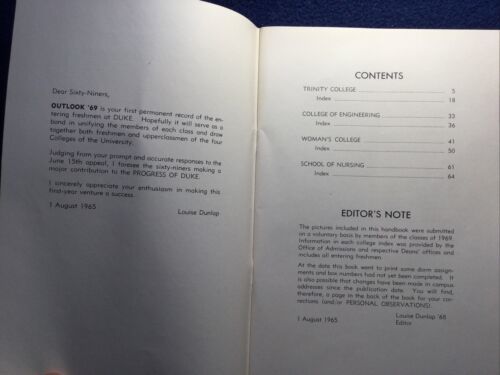 Dear Sixty-Niners,
OUTLOOK '69 is your first permanent record of the en-
tering freshmen at DUKE. Hopefully it will serve as a
band in unifying the members of each class and draw
together both freshmen and upperclassmen of the four
Colleges of the University.
Judging from your prompt and accurate responses to the
June 15th appeal, I foresee the sixty-niners making a
major contribution to the PROGRESS OF DUKE.
I sincerely appreciate your enthusiasm in making this
first-year venture a success.
1 August 1965 Louise Dunlap
CONTENTS
TRINITY COLLEGE 5
Index 18
COLLEGE OF ENGINEERING 33
Index 36
WOMAN'S COLLEGE 41
Index 50
SCHOOL OF NURSING 61
Index 64
EDITOR'S NOTE
The pictures included in this handbook were submitted
on a voluntary basis by members of the classes of 1969.
Information in each college index was provided by the
Office of Admissions and respective Deans' offices and
includes all entering freshmen.
At the date this book went to print some dorm assign-
ments and box numbers had not yet been completed. It
is also possible that changes have been made in campus
addresses since the publication date. You will find,
therefore, a page in the back of the book for your cor-
rections (and/or PERSONAL OBSERVATIONS).
1 August 1965 Louise Dunlap '68
Editor